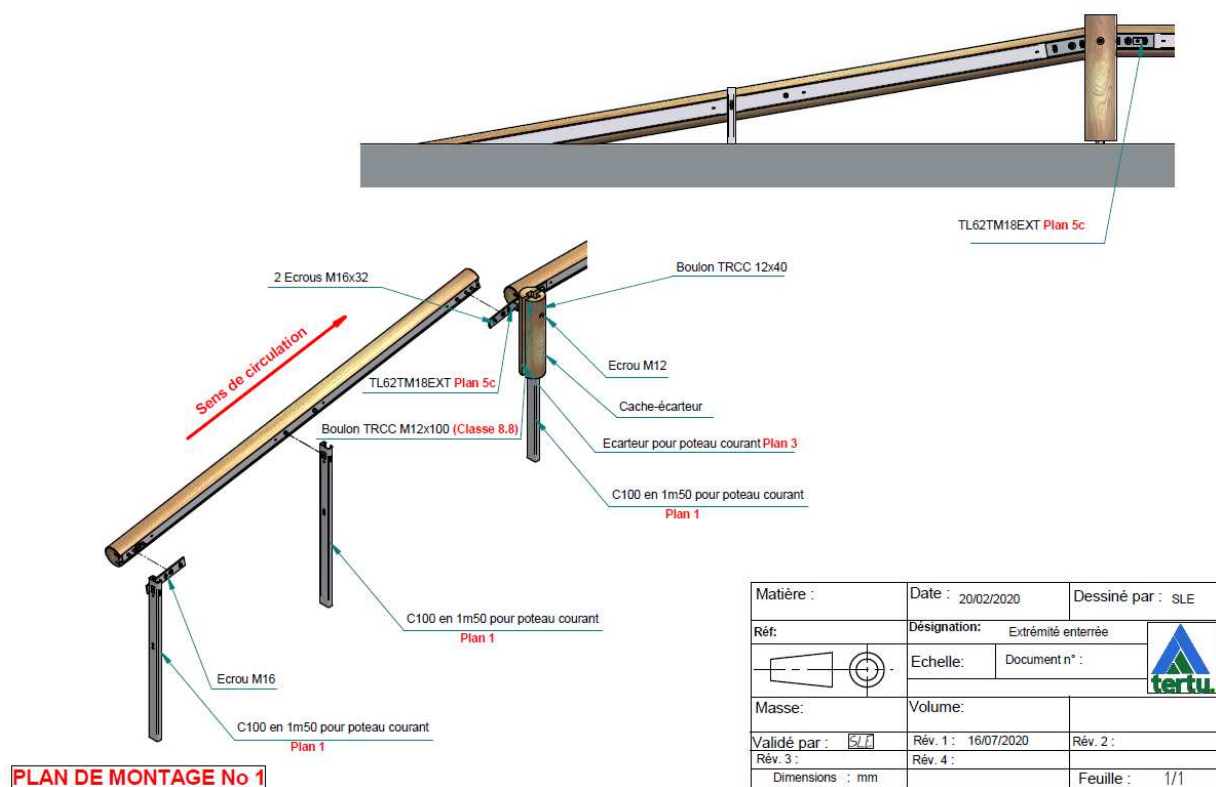 TL62TM18EXT Plan 5c
2 Ecrous M16x32
Boulon TRCC 12x40
Sens de circulation
Ecrou M12
TL62TM18EXT Plan 5c
Cache-écarteur
Boulon TRCC M12x100 (Classe 8.8)
Ecarteur pour poteau courant Plan 3
C100 en 1m50 pour poteau courant
Plan 1
C100 en 1m50 pour poteau courant
Plan 1
Ecrou M16
C100 en 1m50 pour poteau courant
Plan 1
PLAN DE MONTAGE No 1
Matière :
Date : 20/02/2020
Dessiné par : SLE
Réf:
Désignation: Extrémité enterrée
Echelle:
Document n° :
tertu.
Masse:
Volume:
Validé par : SLE
Rév. 1 : 16/07/2020
Rév. 2 :
Rév. 3 :
Rév. 4 :
Dimensions : mm
Feuille : 1/1